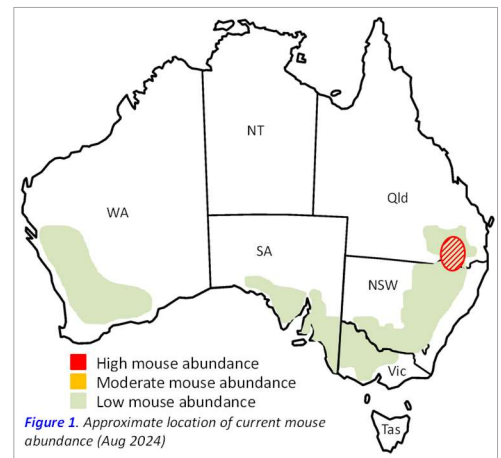 NT
Qld
WA
SA
NSW
High mouse abundance
Moderate mouse abundance
Vic
Low mouse abundance
Figure 1. Approximate location of current mouse
abundance (Aug 2024)
Tas